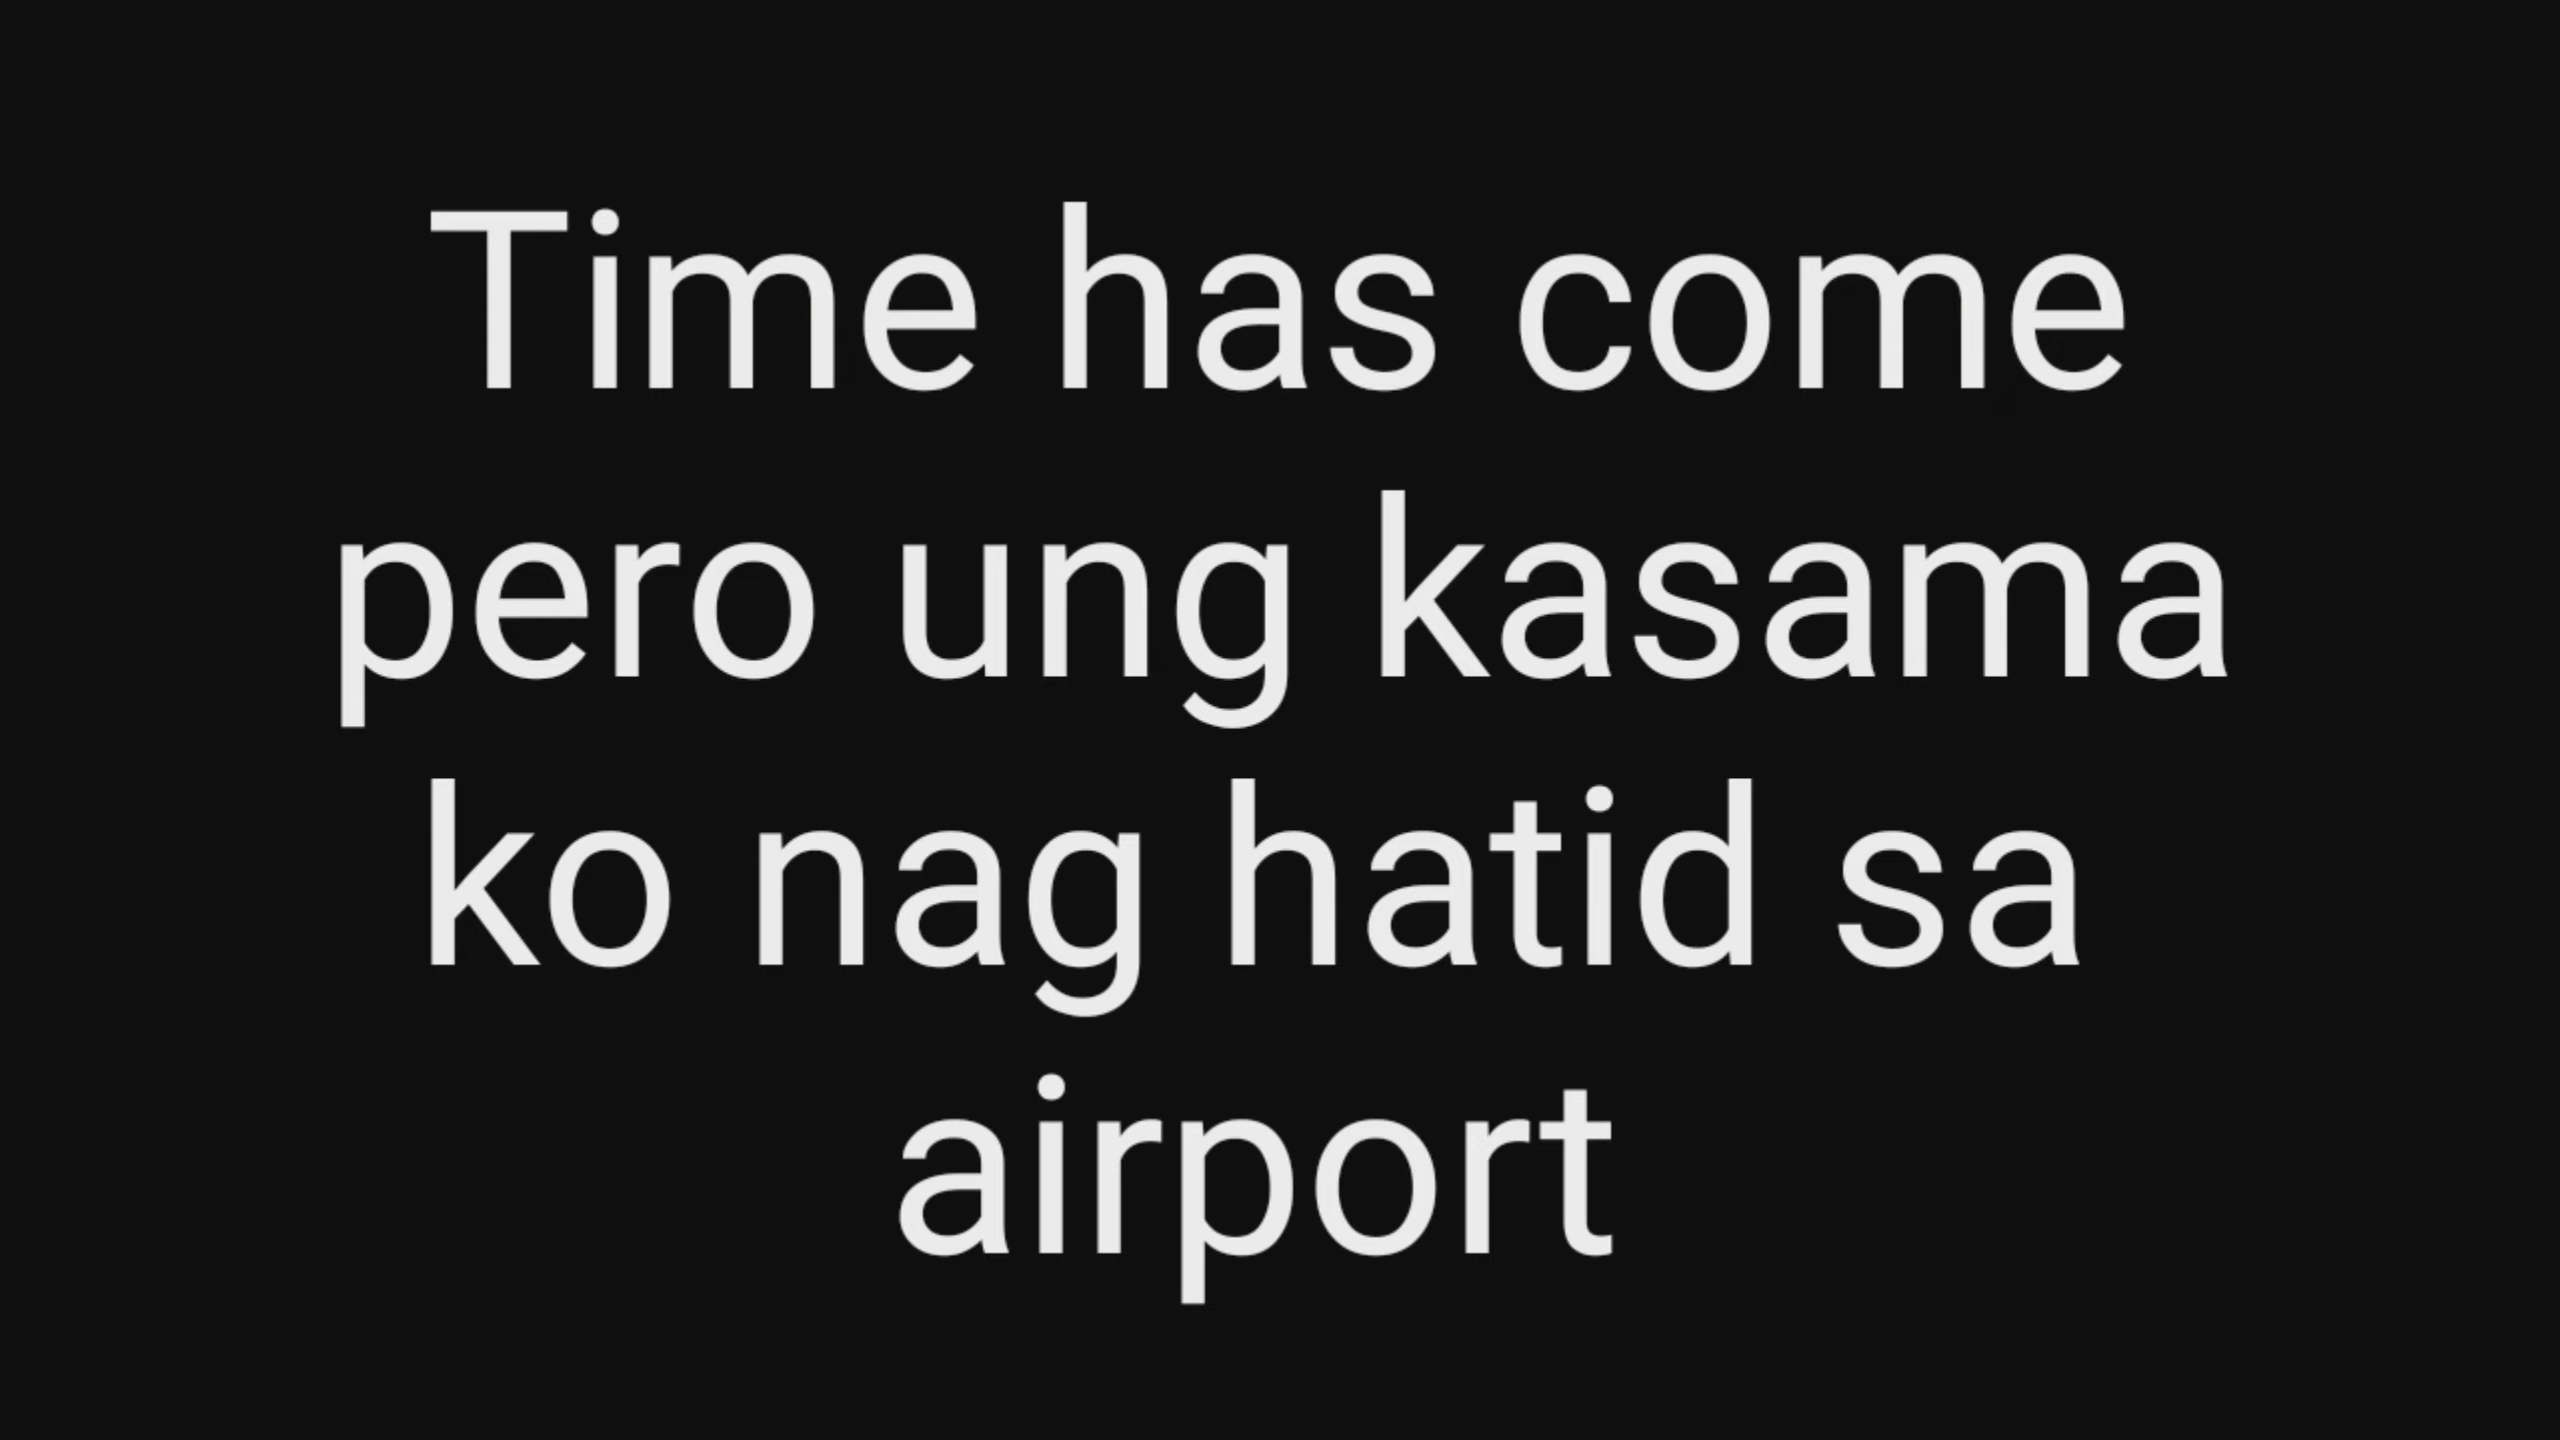 Time has come
pero ung kasama
ko nag hatid sa
airport